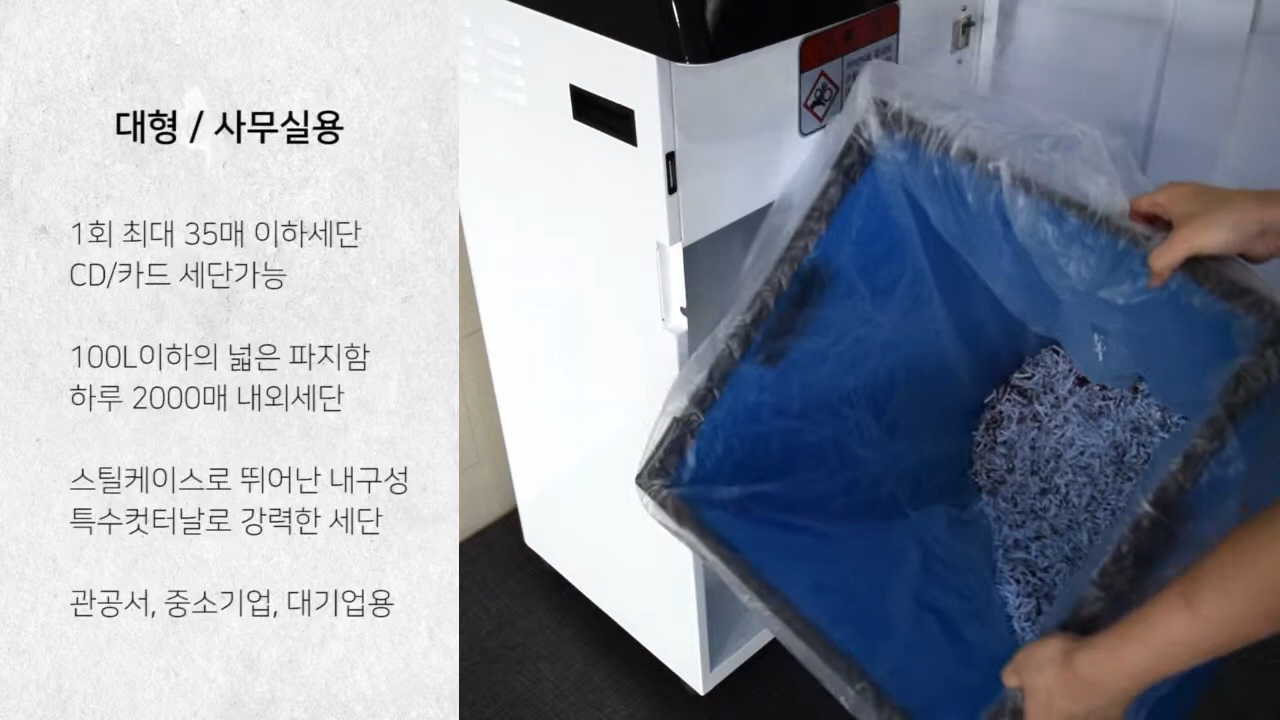 대형 / 사무실용
1회 최대 35매 이하세단
CD/카드 세단가능
100L이하의 넓은 파지함
하루 2000매 내외세단
스틸케이스로 뛰어난 내구성
특수컷터날로 강력한 세단
관공서, 중소기업, 대기업용